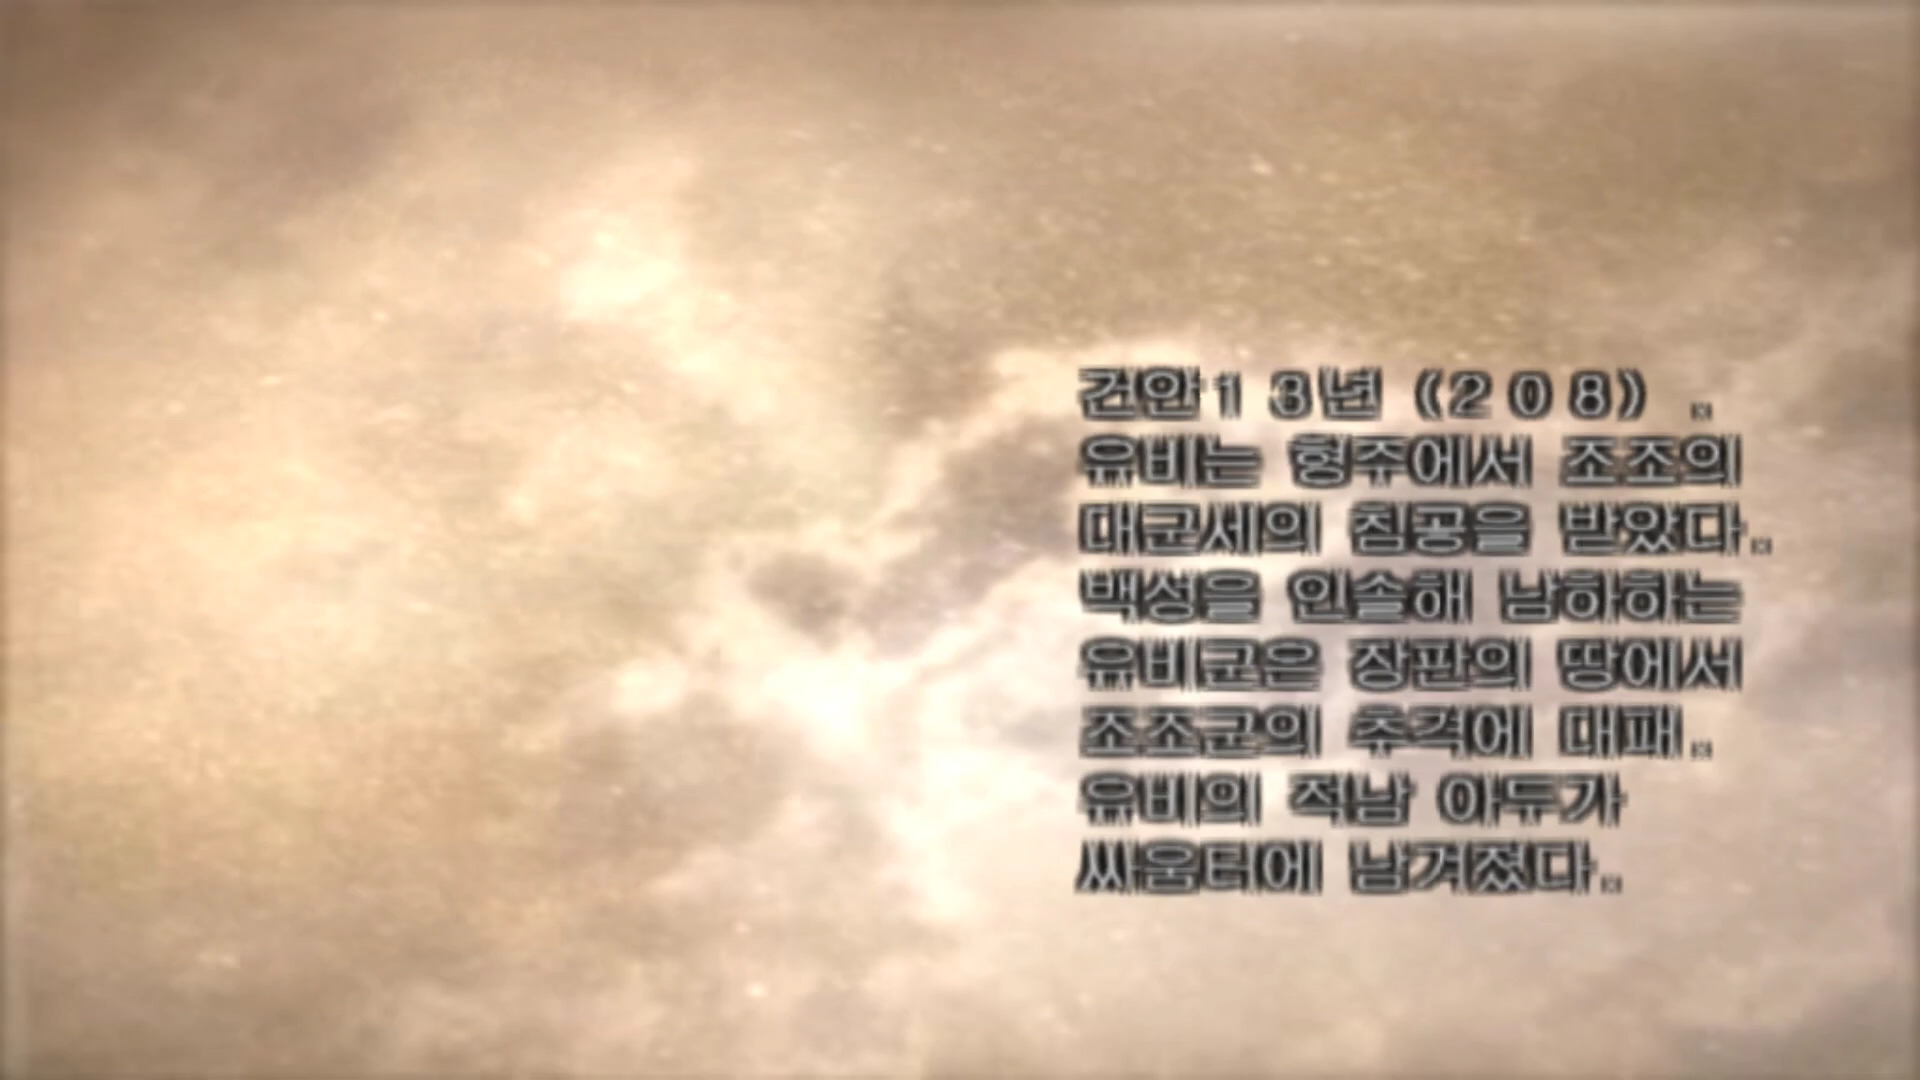 건안13년 (208) .
유비는 형주에서 조조의
대군세의 침공을 받았다.
백성을 인솔해 남하하는
유비군은 장판의 땅에서
조조군의 추격에 대패.
유비의 적남 아두가
싸움터에 남겨졌다.